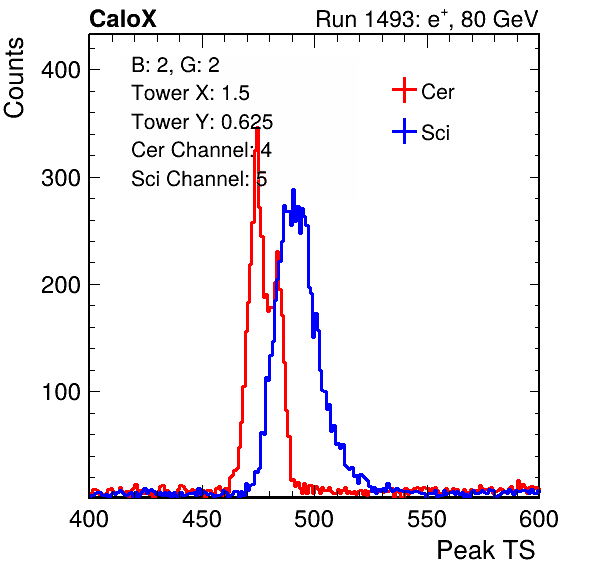 CaloX Run 1493: e⁺, 80 GeV
Counts
B: 2, G: 2
Tower X: 1.5
Tower Y: 0.625
Cer Channel: 4
Sci Channel: 5
Cer
Sci
400
300
200
100
400 450 500 550 600
Peak TS